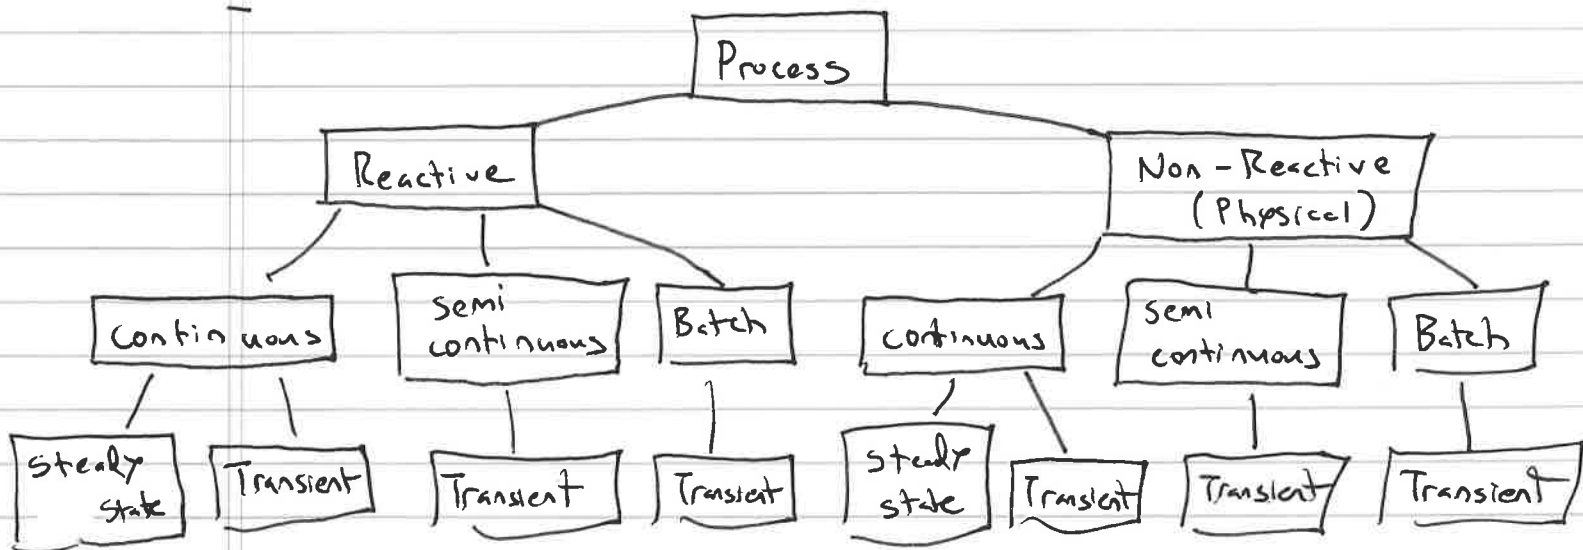 Process
Reactive
Non-Reactive
(Physical)
Continuous
semi
continuous
Batch
continuous
semi
continuous
Batch
steady
state
Transient
Transient
Transient
steady
state
Transient
Transient
Transient